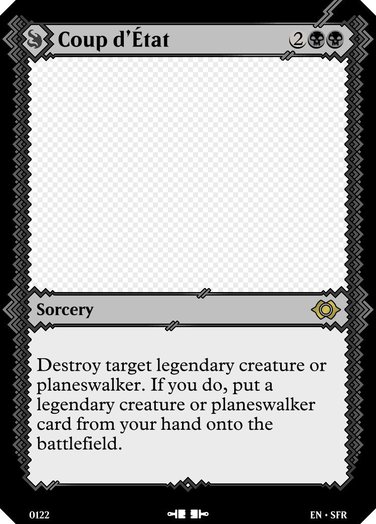 Coup d'État 2
Sorcery
Destroy target legendary creature or
planeswalker. If you do, put a
legendary creature or planeswalker
card from your hand onto the
battlefield.
0122 EN • SFR